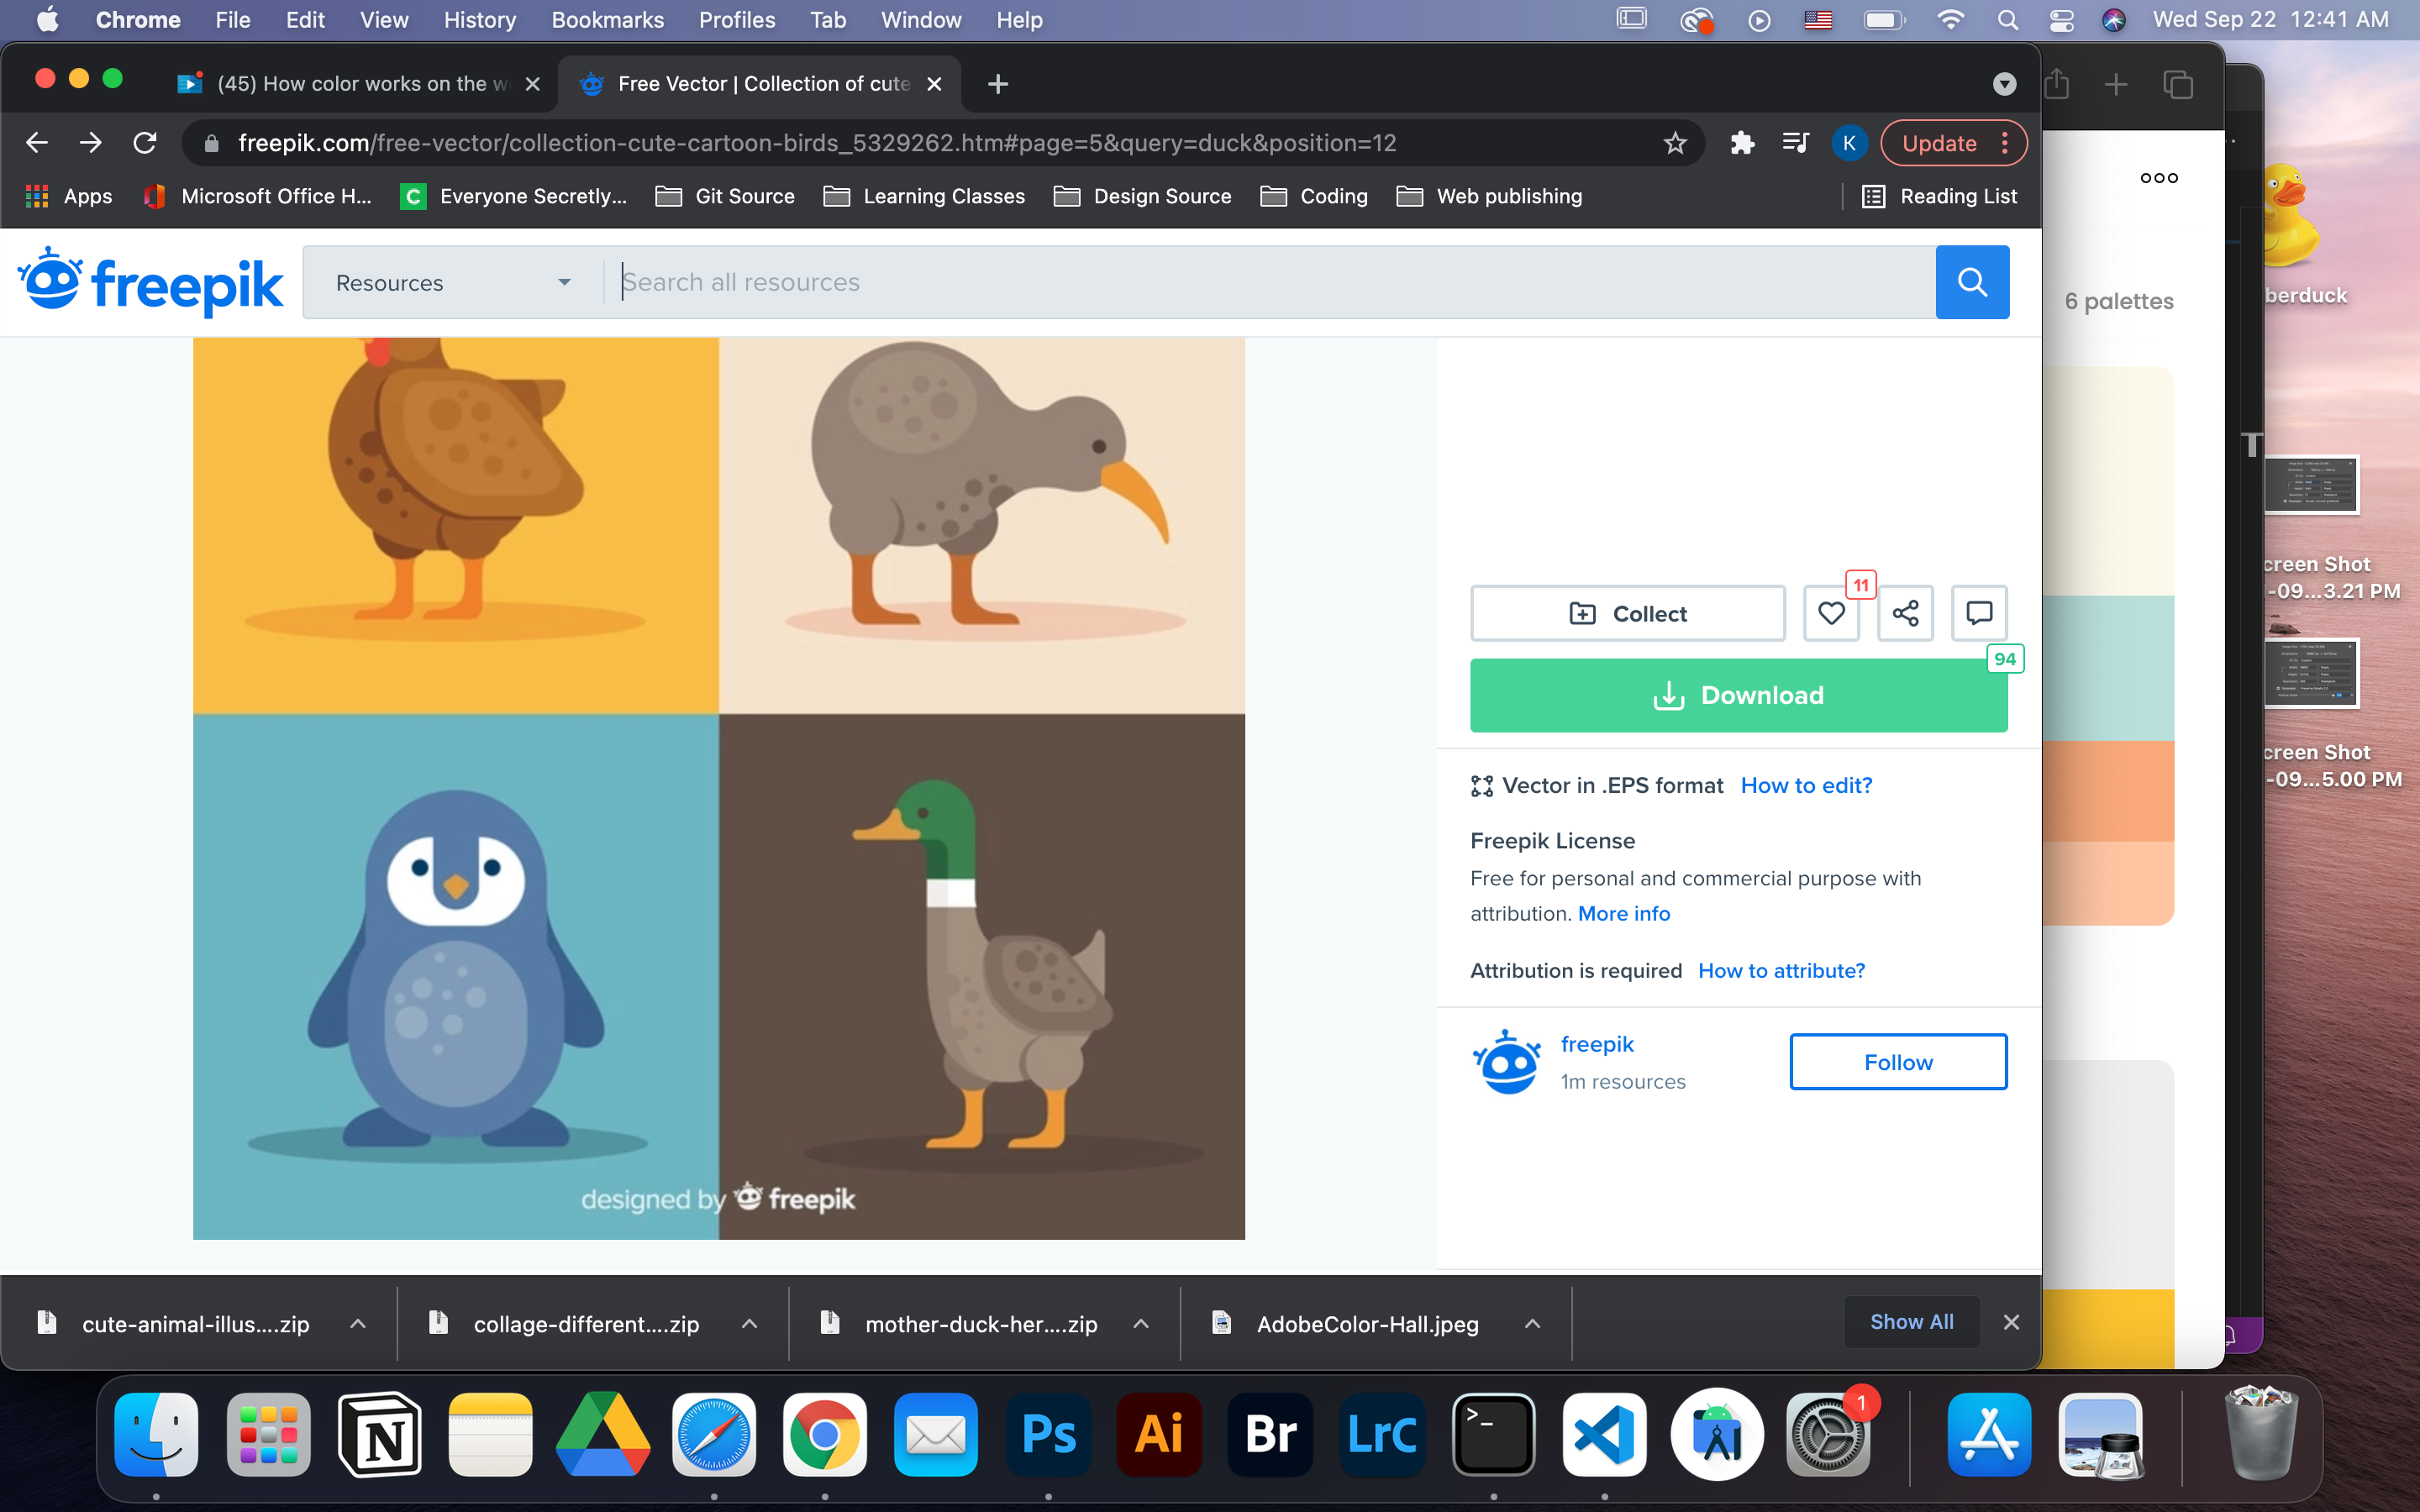 Chrome File Edit View History Bookmarks Profiles Tab Window Help Wed Sep 22 12:41 AM
(45) How color works on the w
Free Vector | Collection of cute
freepik.com/free-vector/collection-cute-cartoon-birds_5329262.htm#page=5&query=duck&position=12
K
Update
Apps
Microsoft Office H...
C
Everyone Secretly...
Git Source
Learning Classes
Design Source
Coding
Web publishing
Reading List
freepik
Resources
Search all resources
6 palettes
berduck
T
creen Shot
-09...3.21 PM
creen Shot
-09...5.00 PM
11
Collect
94
Download
Vector in .EPS format How to edit?
Freepik License
Free for personal and commercial purpose with
attribution. More info
Attribution is required How to attribute?
freepik
1m resources
Follow
designed by freepik
cute-animal-illus....zip
collage-different....zip
mother-duck-her....zip
AdobeColor-Hall.jpeg
Show All
N
Ps
Ai
Br
LrC
>_
1